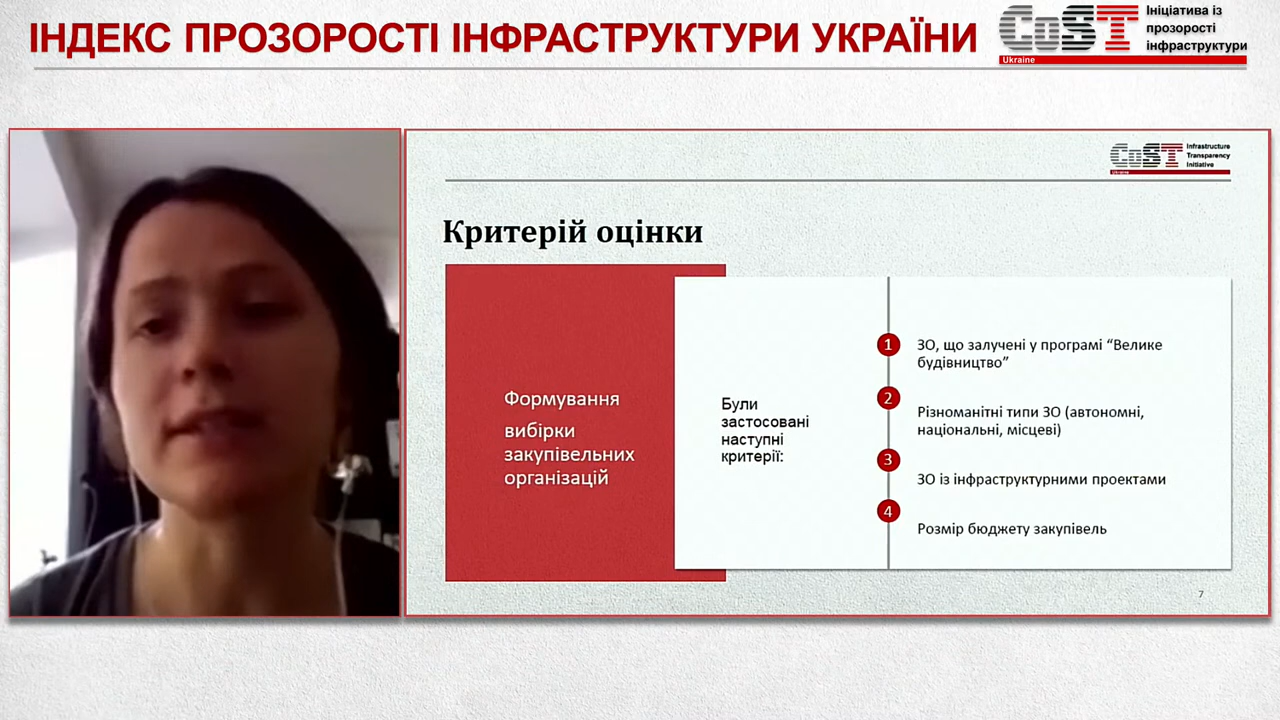 ІНДЕКС ПРОЗОРОСТІ ІНФРАСТРУКТУРИ УКРАЇНИ
CoST
Ukraine
Ініціатива із
прозорості
інфраструктури
CoST
Ukraine
Infrastructure
Transparency
Initiative
Критерій оцінки
Формування
вибірки
закупівельних
організацій
Були
застосовані
наступні
критерії:
1
ЗО, що залучені у програмі “Велике
будівництво”
2
Різноманітні типи ЗО (автономні,
національні, місцеві)
3
ЗО із інфраструктурними проектами
4
Розмір бюджету закупівель
7